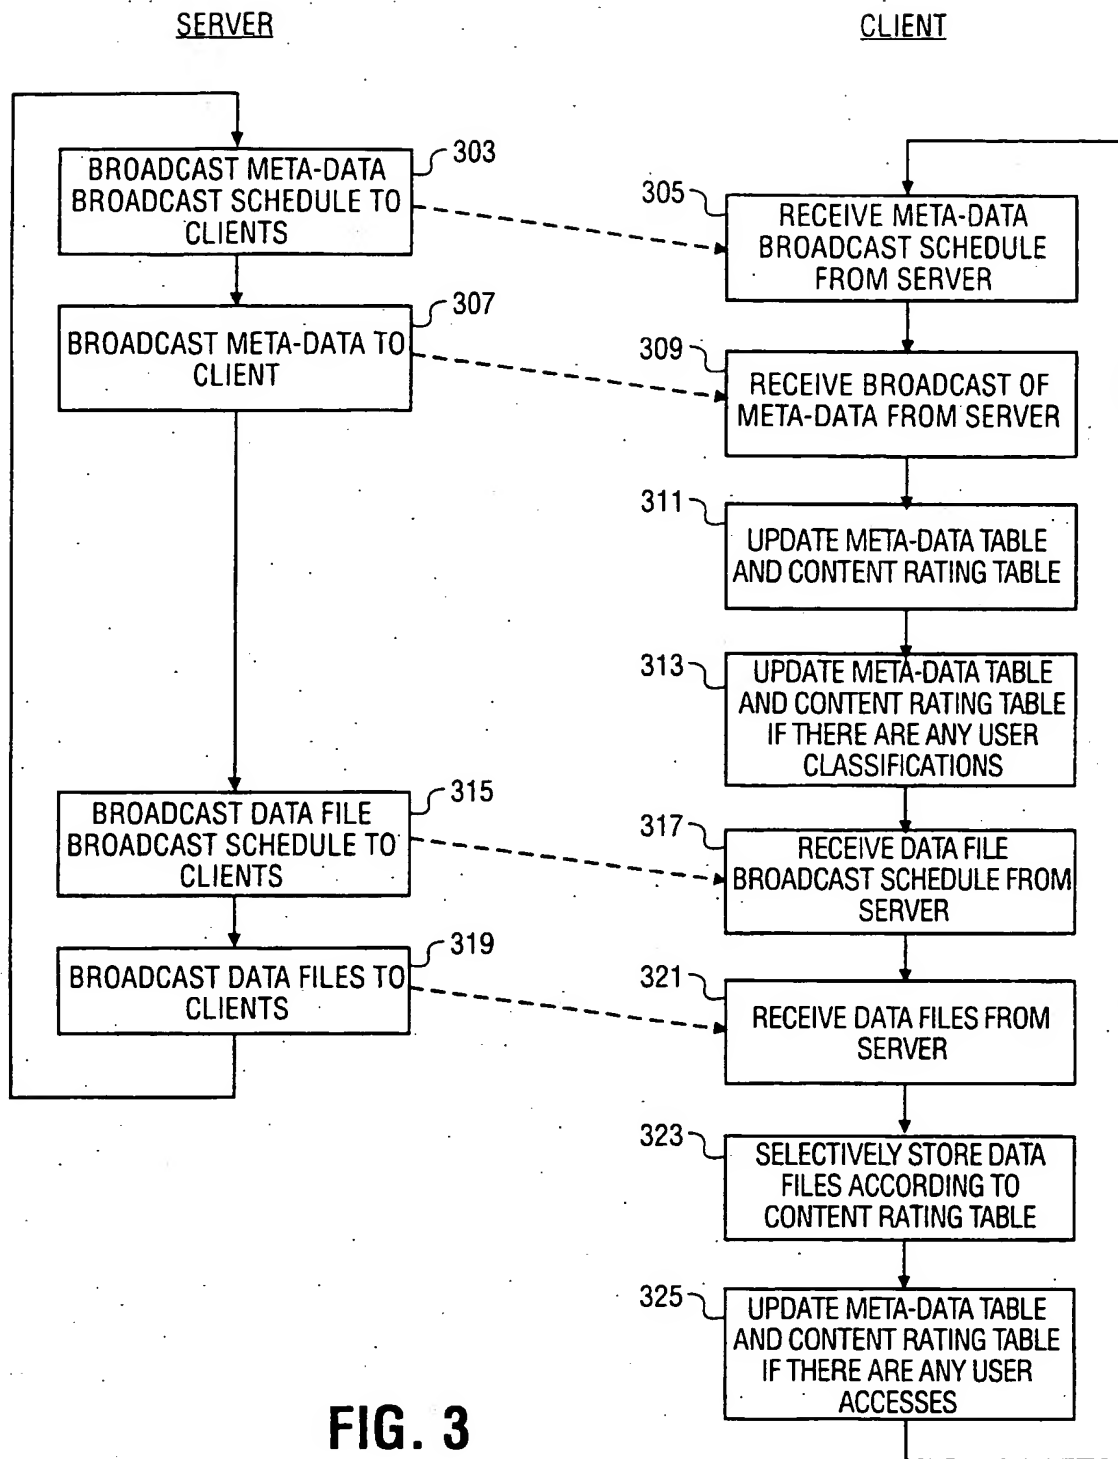 SERVER
CLIENT
303
BROADCAST META-DATA
BROADCAST SCHEDULE TO
CLIENTS
305
RECEIVE META-DATA
BROADCAST SCHEDULE
FROM SERVER
307
BROADCAST META-DATA TO
CLIENT
309
RECEIVE BROADCAST OF
META-DATA FROM SERVER
311
UPDATE META-DATA TABLE
AND CONTENT RATING TABLE
313
UPDATE META-DATA TABLE
AND CONTENT RATING TABLE
IF THERE ARE ANY USER
CLASSIFICATIONS
315
BROADCAST DATA FILE
BROADCAST SCHEDULE TO
CLIENTS
317
RECEIVE DATA FILE
BROADCAST SCHEDULE FROM
SERVER
319
BROADCAST DATA FILES TO
CLIENTS
321
RECEIVE DATA FILES FROM
SERVER
323
SELECTIVELY STORE DATA
FILES ACCORDING TO
CONTENT RATING TABLE
325
UPDATE META-DATA TABLE
AND CONTENT RATING TABLE
IF THERE ARE ANY USER
ACCESSES
FIG. 3